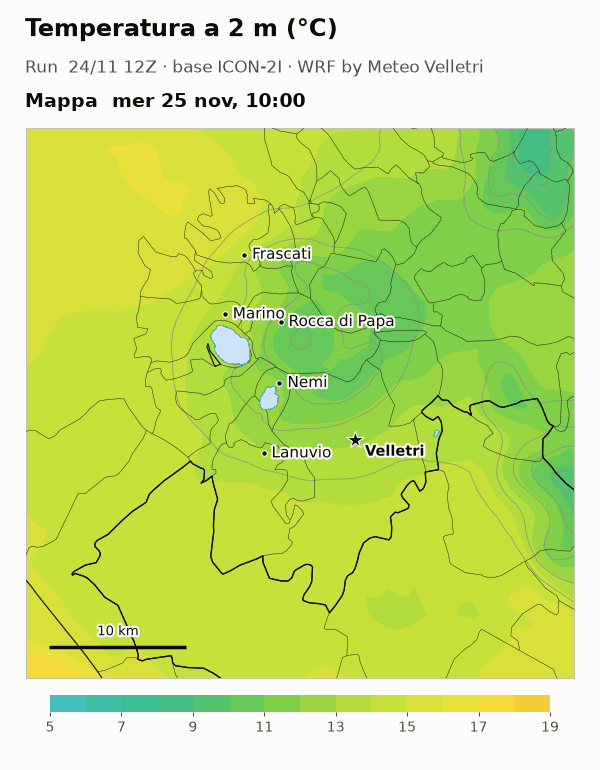 Temperatura a 2 m (°C)
Run  24/11 12Z · base ICON-2I · WRF by Meteo Velletri
Mappa  mer 25 nov, 10:00
Frascati
Marino
Rocca di Papa
Nemi
Velletri
Lanuvio
10 km
5 7 9 11 13 15 17 19